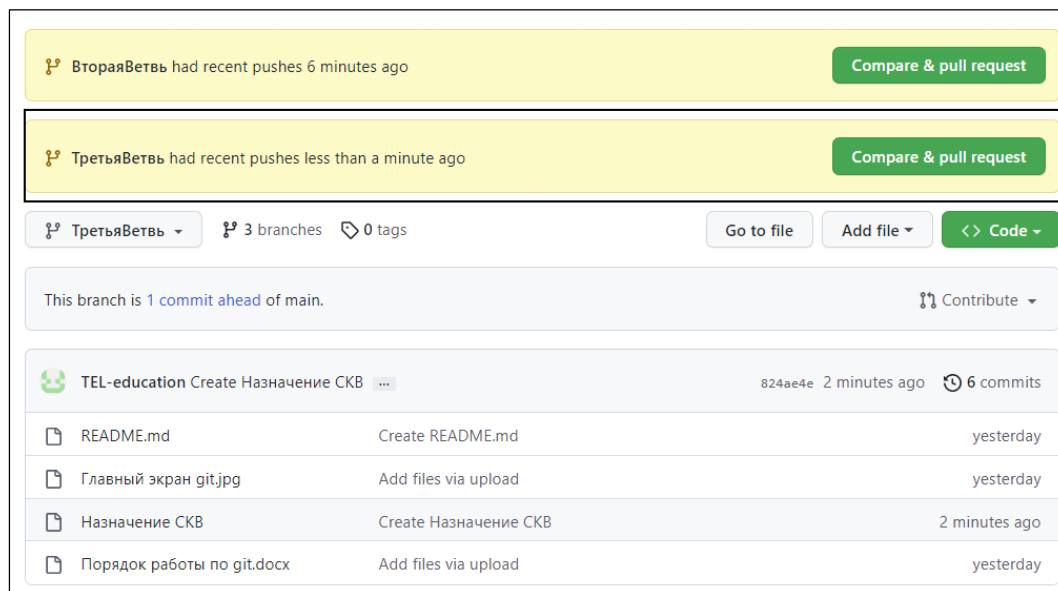 ВтораяВетвь had recent pushes 6 minutes ago Compare & pull request
ТретьяВетвь had recent pushes less than a minute ago Compare & pull request
ТретьяВетвь 3 branches 0 tags Go to file Add file <> Code
This branch is 1 commit ahead of main. Contribute
TEL-education Create Назначение СКВ ... 824ae4e 2 minutes ago 6 commits
README.md Create README.md yesterday
Главный экран git.jpg Add files via upload yesterday
Назначение СКВ Create Назначение СКВ 2 minutes ago
Порядок работы по git.docx Add files via upload yesterday